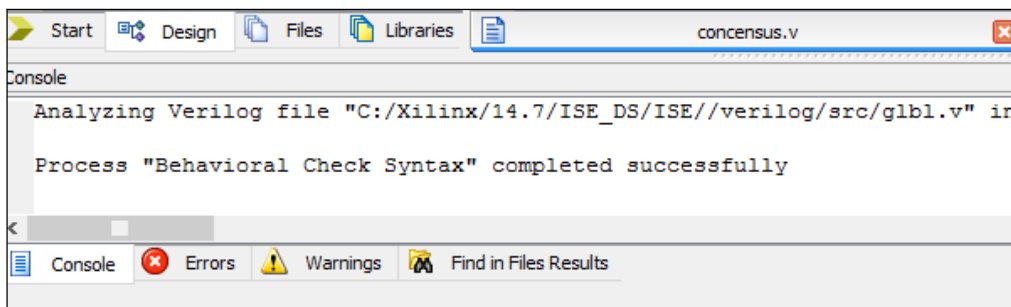 Start Design Files Libraries concensus.v
Console
Analyzing Verilog file "C:/Xilinx/14.7/ISE_DS/ISE//verilog/src/glbl.v" in
Process "Behavioral Check Syntax" completed successfully
Console Errors Warnings Find in Files Results